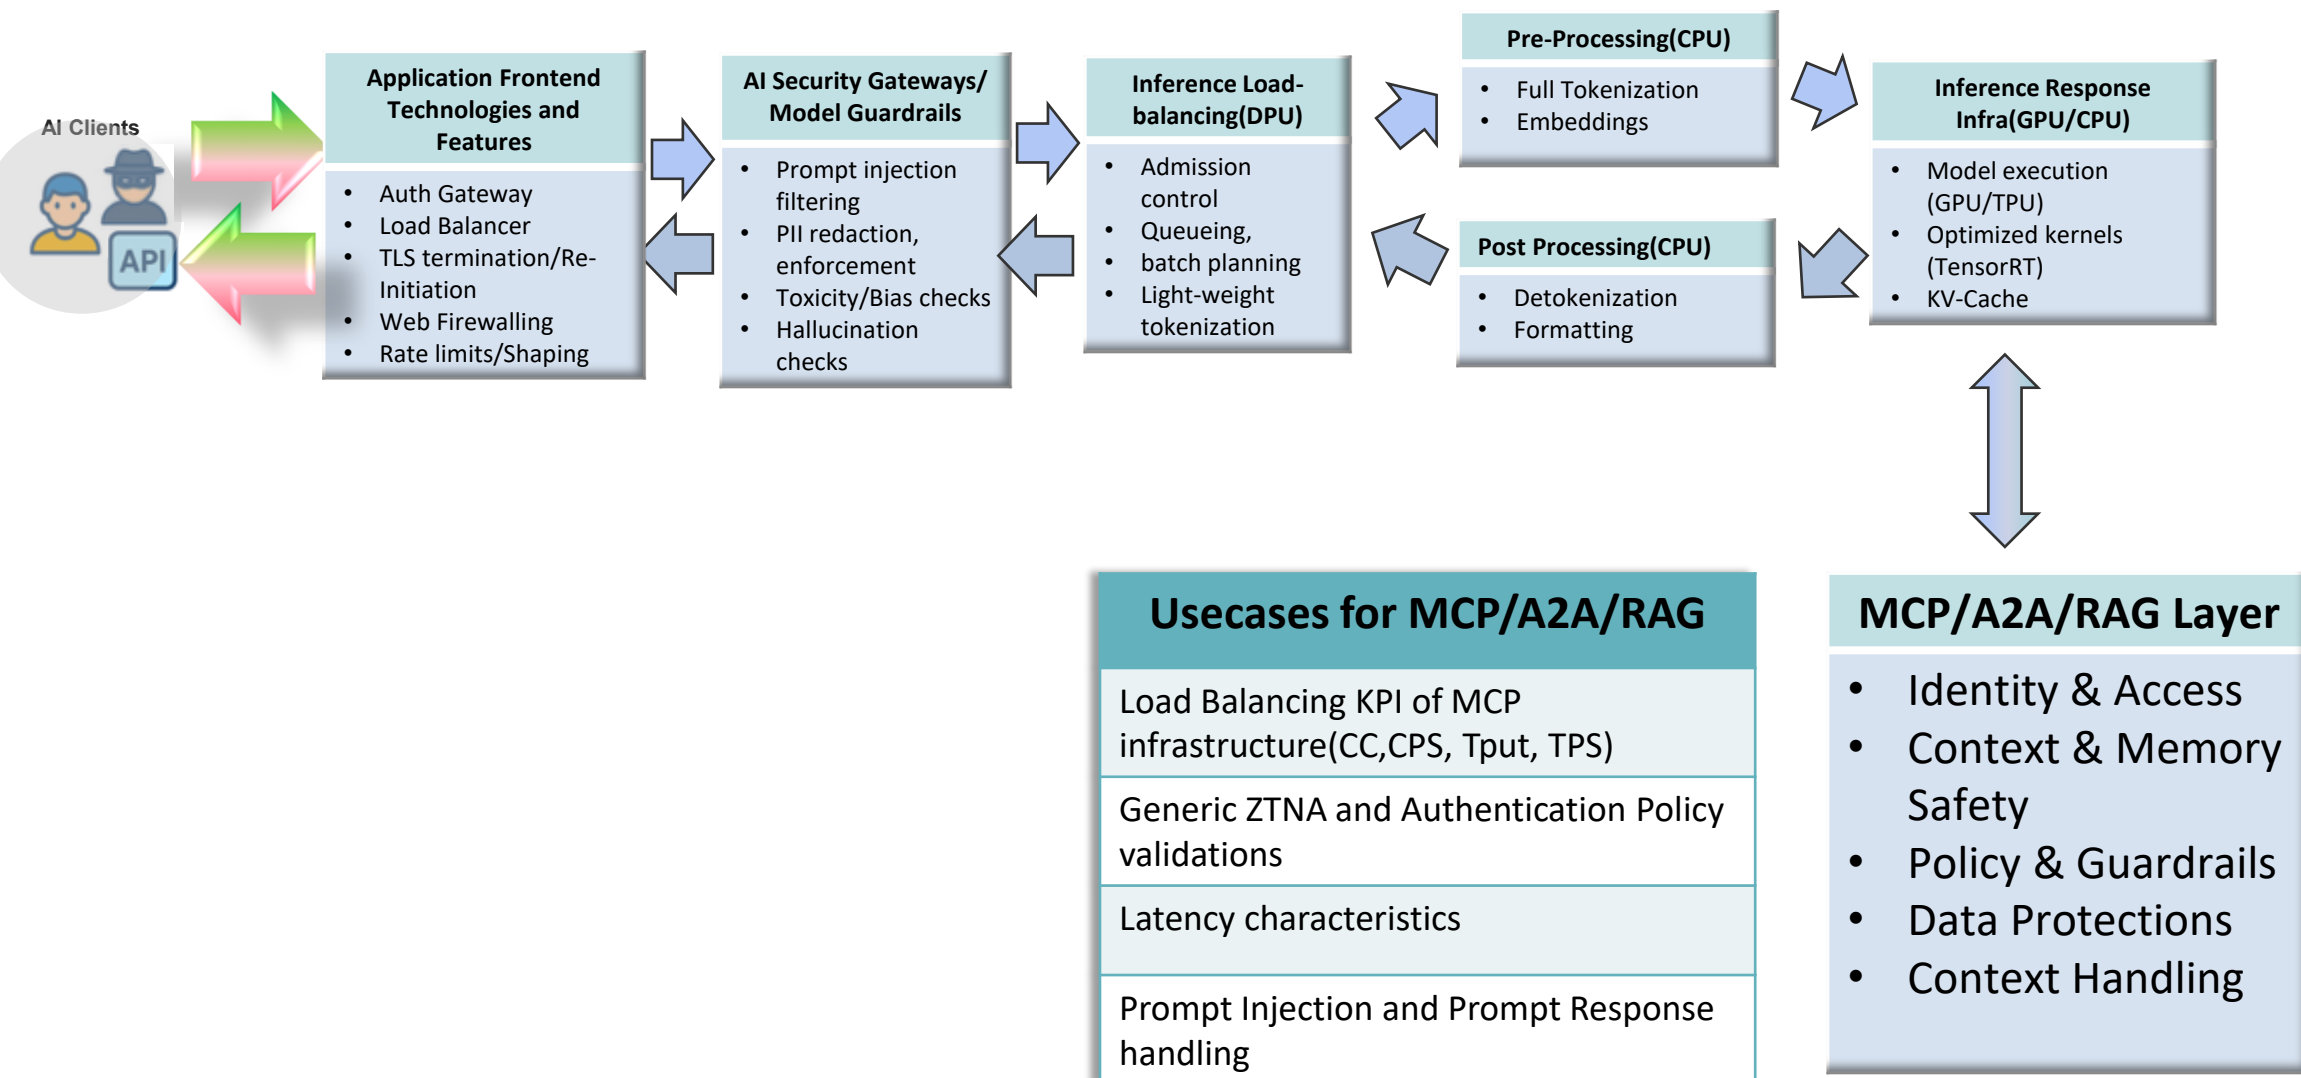 AI Clients
API
Application Frontend
Technologies and
Features
• Auth Gateway
• Load Balancer
• TLS termination/Re-
Initiation
• Web Firewalling
• Rate limits/Shaping
AI Security Gateways/
Model Guardrails
• Prompt injection
filtering
• PII redaction,
enforcement
• Toxicity/Bias checks
• Hallucination
checks
Inference Load-
balancing(DPU)
• Admission
control
• Queueing,
• batch planning
• Light-weight
tokenization
Pre-Processing(CPU)
• Full Tokenization
• Embeddings
Post Processing(CPU)
• Detokenization
• Formatting
Inference Response
Infra(GPU/CPU)
• Model execution
(GPU/TPU)
• Optimized kernels
(TensorRT)
• KV-Cache
Usecases for MCP/A2A/RAG
Load Balancing KPI of MCP
infrastructure(CC,CPS, Tput, TPS)
Generic ZTNA and Authentication Policy
validations
Latency characteristics
Prompt Injection and Prompt Response
handling
MCP/A2A/RAG Layer
• Identity & Access
• Context & Memory
Safety
• Policy & Guardrails
• Data Protections
• Context Handling